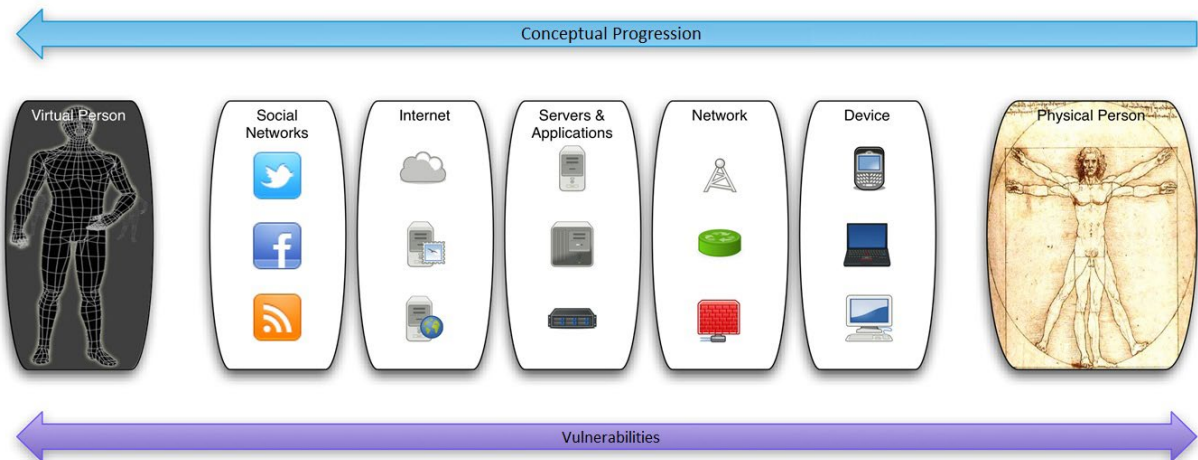 Conceptual Progression
Virtual Person
Social
Networks
Internet
Servers &
Applications
Network
Device
Physical Person
Vulnerabilities